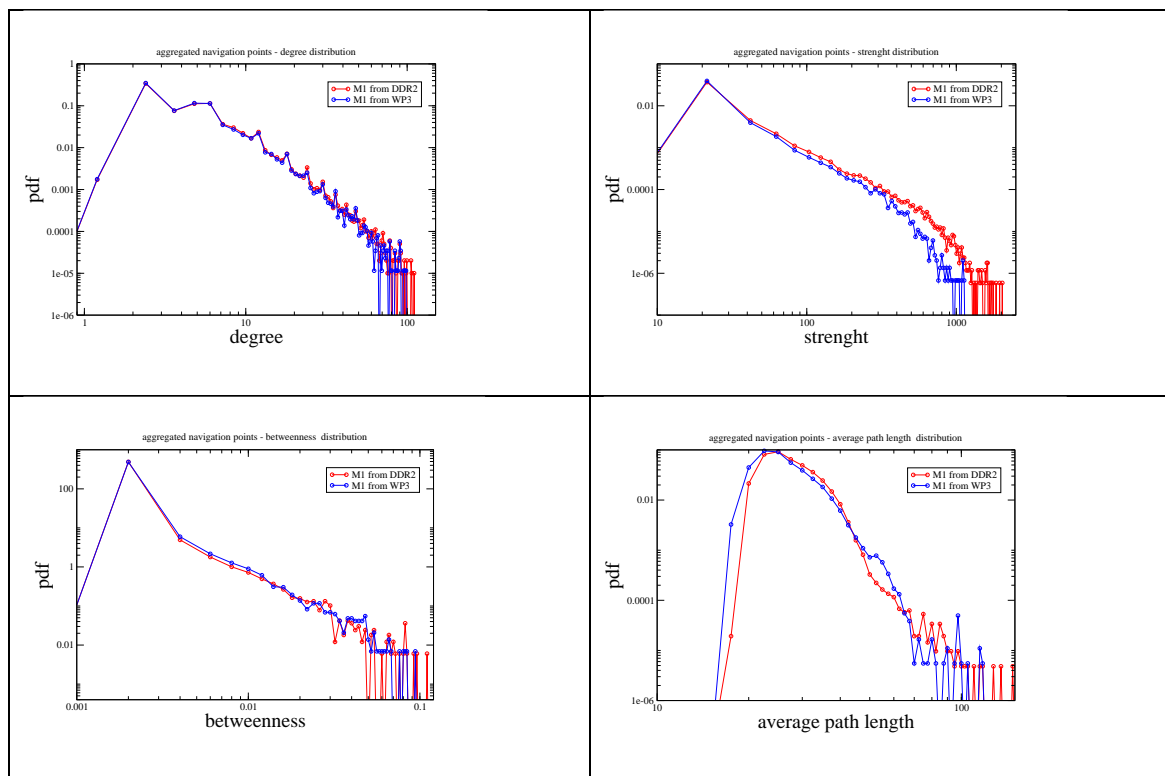 aggregated navigation points - degree distribution
1
0.1
0.01
0.001
0.0001
1e-05
1e-06
pdf
M1 from DDR2
M1 from WP3
1
10
100
degree
aggregated navigation points - strenght distribution
0.01
0.0001
1e-06
pdf
M1 from DDR2
M1 from WP3
10
100
1000
strenght
aggregated navigation points - betweenness distribution
100
1
0.01
pdf
M1 from DDR2
M1 from WP3
0.001
0.01
0.1
betweenness
aggregated navigation points - average path length distribution
0.01
0.0001
1e-06
pdf
M1 from DDR2
M1 from WP3
10
100
average path length